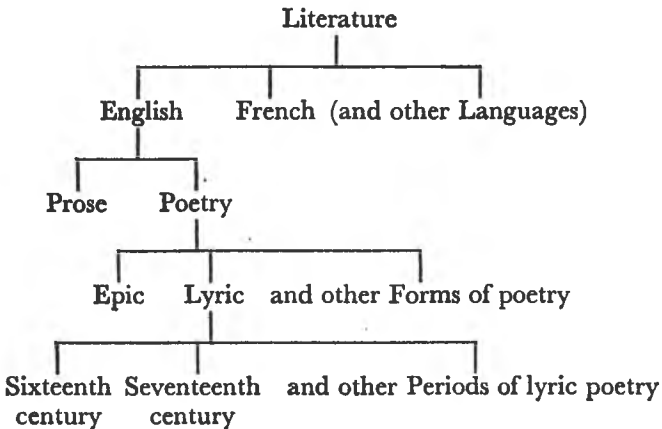 Literature
English French (and other Languages)
Prose Poetry
Epic Lyric and other Forms of poetry
Sixteenth Seventeenth and other Periods of lyric poetry
century century